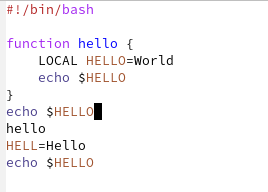 #!/bin/bash
function hello {
    LOCAL HELLO=World
    echo $HELLO
}
echo $HELLO
hello
HELL=Hello
echo $HELLO